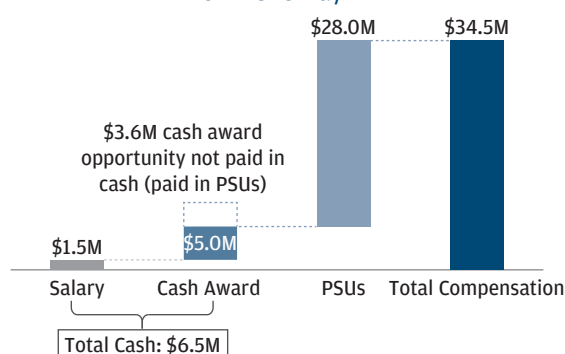 $28.0M
$34.5M
$3.6M cash award
opportunity not paid in
cash (paid in PSUs)
$1.5M
$5.0M
Salary
Cash Award
PSUs
Total Compensation
Total Cash: $6.5M